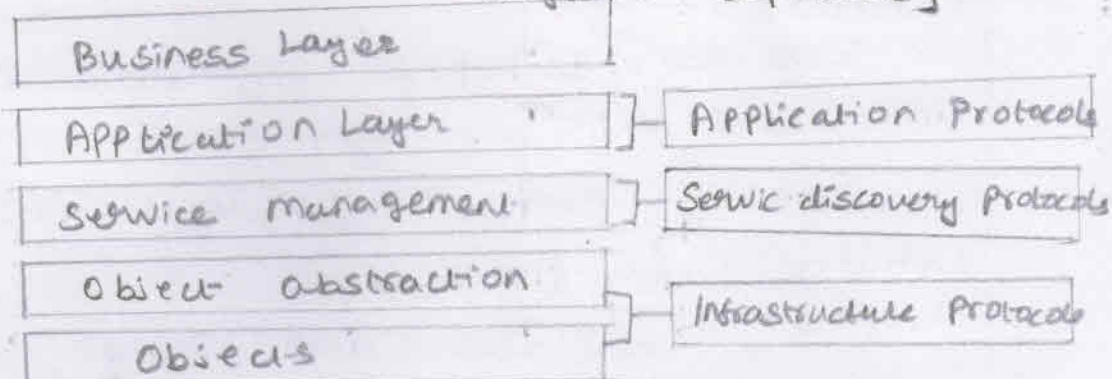 Business Layer
Application Layer
Application Protocols
Service management
Servic discovery Protocols
Object abstraction
Infrastructure Protocols
Objects